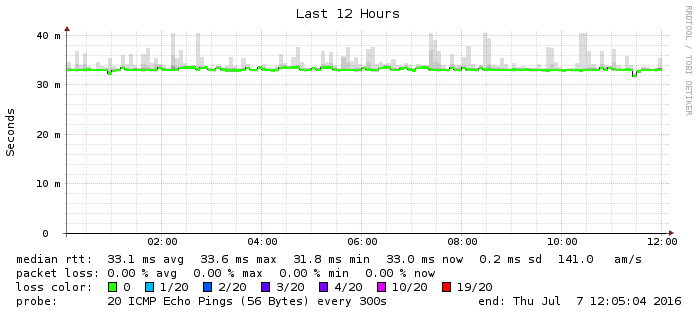 Last 12 Hours
RRDTOOL / TOBI OETIKER
Seconds
40 m
30 m
20 m
10 m
0
02:00 04:00 06:00 08:00 10:00 12:00
median rtt: 33.1 ms avg 33.6 ms max 31.8 ms min 33.0 ms now 0.2 ms sd 141.0 am/s
packet loss: 0.00 % avg 0.00 % max 0.00 % min 0.00 % now
loss color: 0 1/20 2/20 3/20 4/20 10/20 19/20
probe: 20 ICMP Echo Pings (56 Bytes) every 300s end: Thu Jul 7 12:05:04 2016